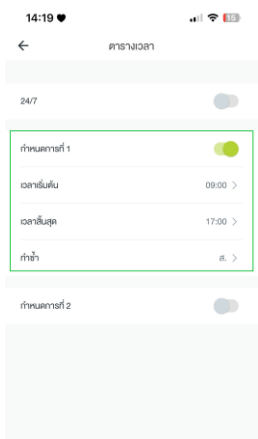 14:19
15
ตารางเวลา
24/7
กำหนดการที่ 1
เวลาเริ่มต้น 09:00
เวลาสิ้นสุด 17:00
ทำซ้ำ ส.
กำหนดการที่ 2